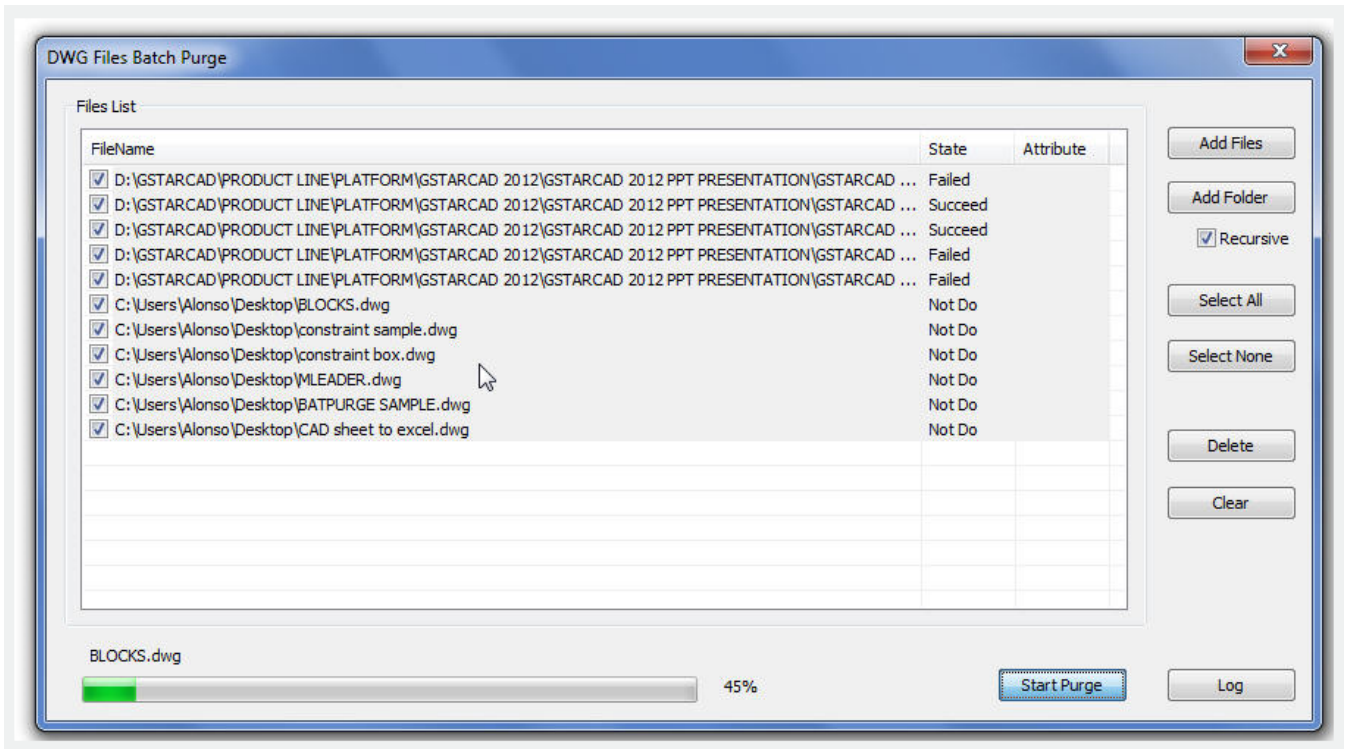 DWG Files Batch Purge
Files List
FileName State Attribute
D:\GSTARCAD\PRODUCT LINE\PLATFORM\GSTARCAD 2012\GSTARCAD 2012 PPT PRESENTATION\GSTARCAD ... Failed
D:\GSTARCAD\PRODUCT LINE\PLATFORM\GSTARCAD 2012\GSTARCAD 2012 PPT PRESENTATION\GSTARCAD ... Succeed
D:\GSTARCAD\PRODUCT LINE\PLATFORM\GSTARCAD 2012\GSTARCAD 2012 PPT PRESENTATION\GSTARCAD ... Succeed
D:\GSTARCAD\PRODUCT LINE\PLATFORM\GSTARCAD 2012\GSTARCAD 2012 PPT PRESENTATION\GSTARCAD ... Failed
D:\GSTARCAD\PRODUCT LINE\PLATFORM\GSTARCAD 2012\GSTARCAD 2012 PPT PRESENTATION\GSTARCAD ... Failed
C:\Users\Alonso\Desktop\BLOCKS.dwg Not Do
C:\Users\Alonso\Desktop\constraint sample.dwg Not Do
C:\Users\Alonso\Desktop\constraint box.dwg Not Do
C:\Users\Alonso\Desktop\MLEADER.dwg Not Do
C:\Users\Alonso\Desktop\BATPURGE SAMPLE.dwg Not Do
C:\Users\Alonso\Desktop\CAD sheet to excel.dwg Not Do
Add Files
Add Folder
Recursive
Select All
Select None
Delete
Clear
BLOCKS.dwg
45%
Start Purge
Log